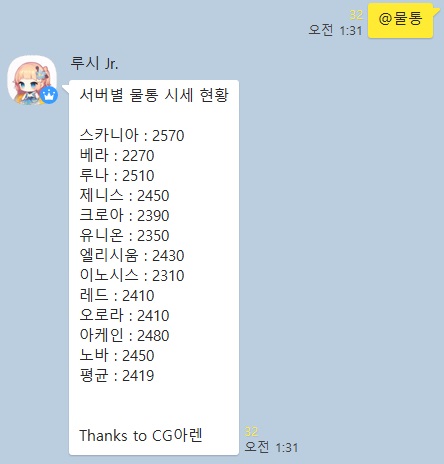 32
오전 1:31
@물통
루시 Jr.
서버별 물통 시세 현황
스카니아 : 2570
베라 : 2270
루나 : 2510
제니스 : 2450
크로아 : 2390
유니온 : 2350
엘리시움 : 2430
이노시스 : 2310
레드 : 2410
오로라 : 2410
아케인 : 2480
노바 : 2450
평균 : 2419
Thanks to CG아렌
32
오전 1:31